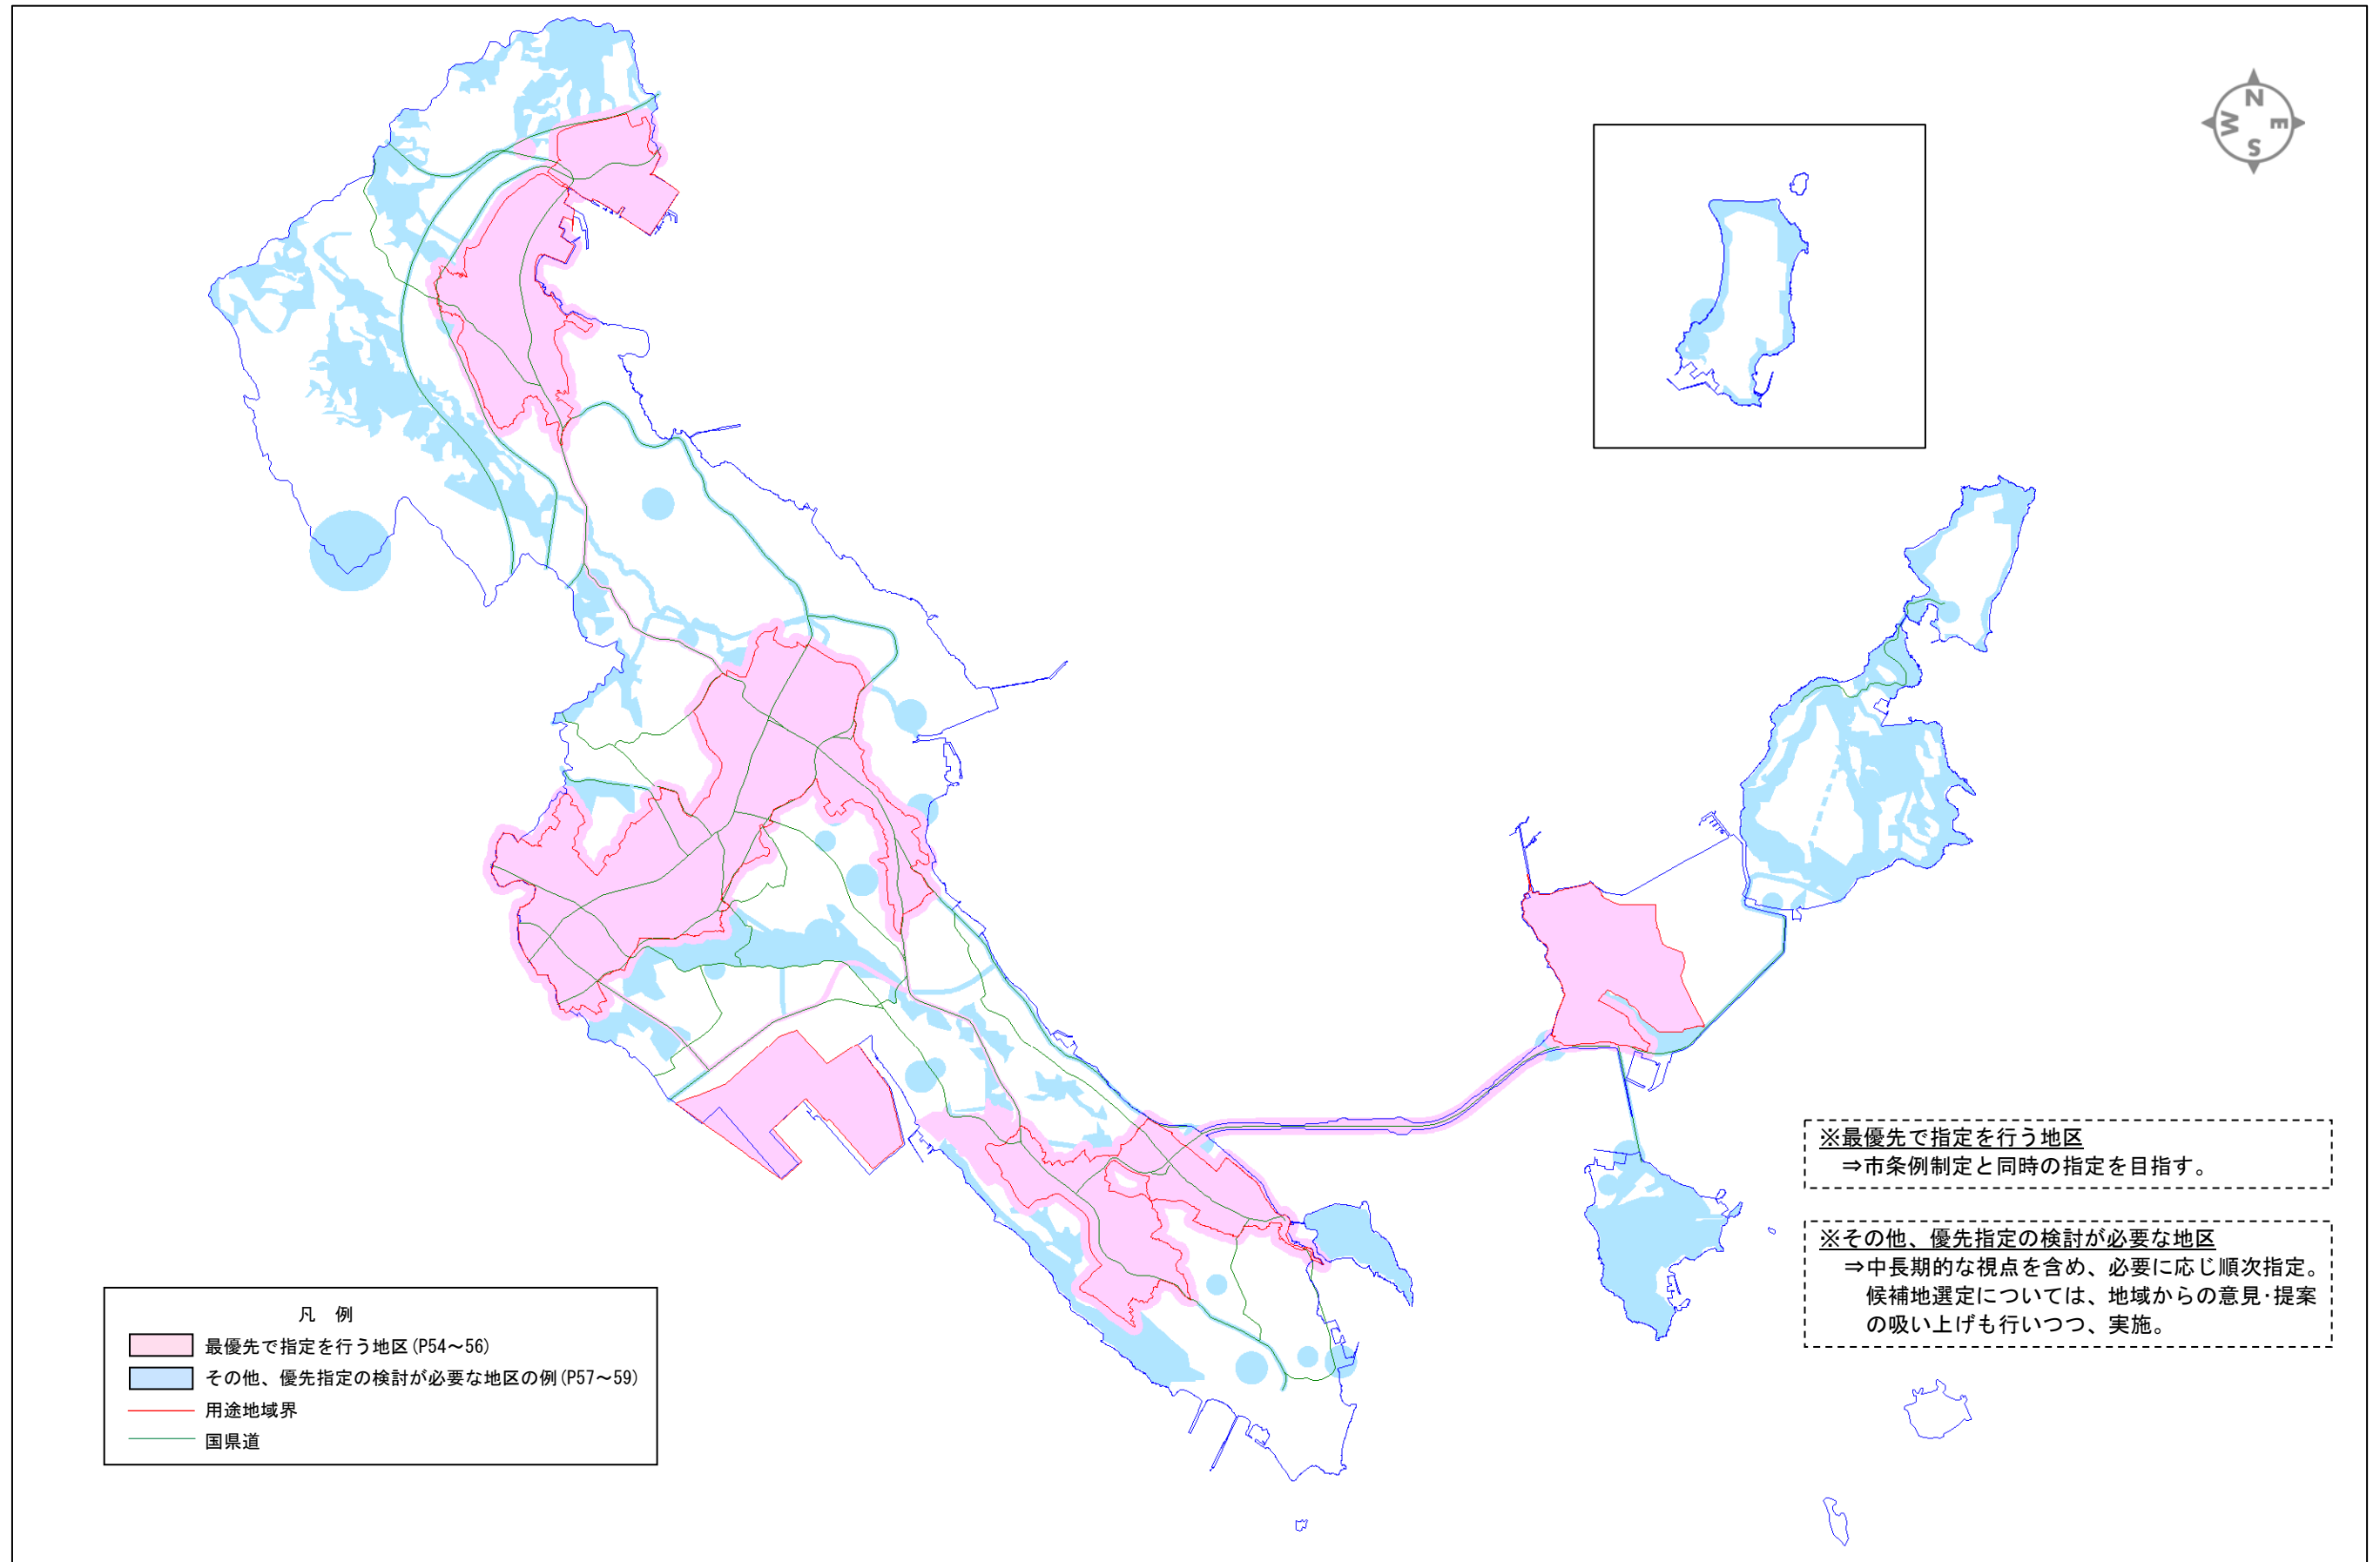 N
W
E
S
※最優先で指定を行う地区
⇒市条例制定と同時の指定を目指す。
※その他、優先指定の検討が必要な地区
⇒中長期的な視点を含め、必要に応じ順次指定。
候補地選定については、地域からの意見・提案
の吸い上げも行いつつ、実施。
凡 例
最優先で指定を行う地区(P54～56)
その他、優先指定の検討が必要な地区の例(P57～59)
用途地域界
国県道